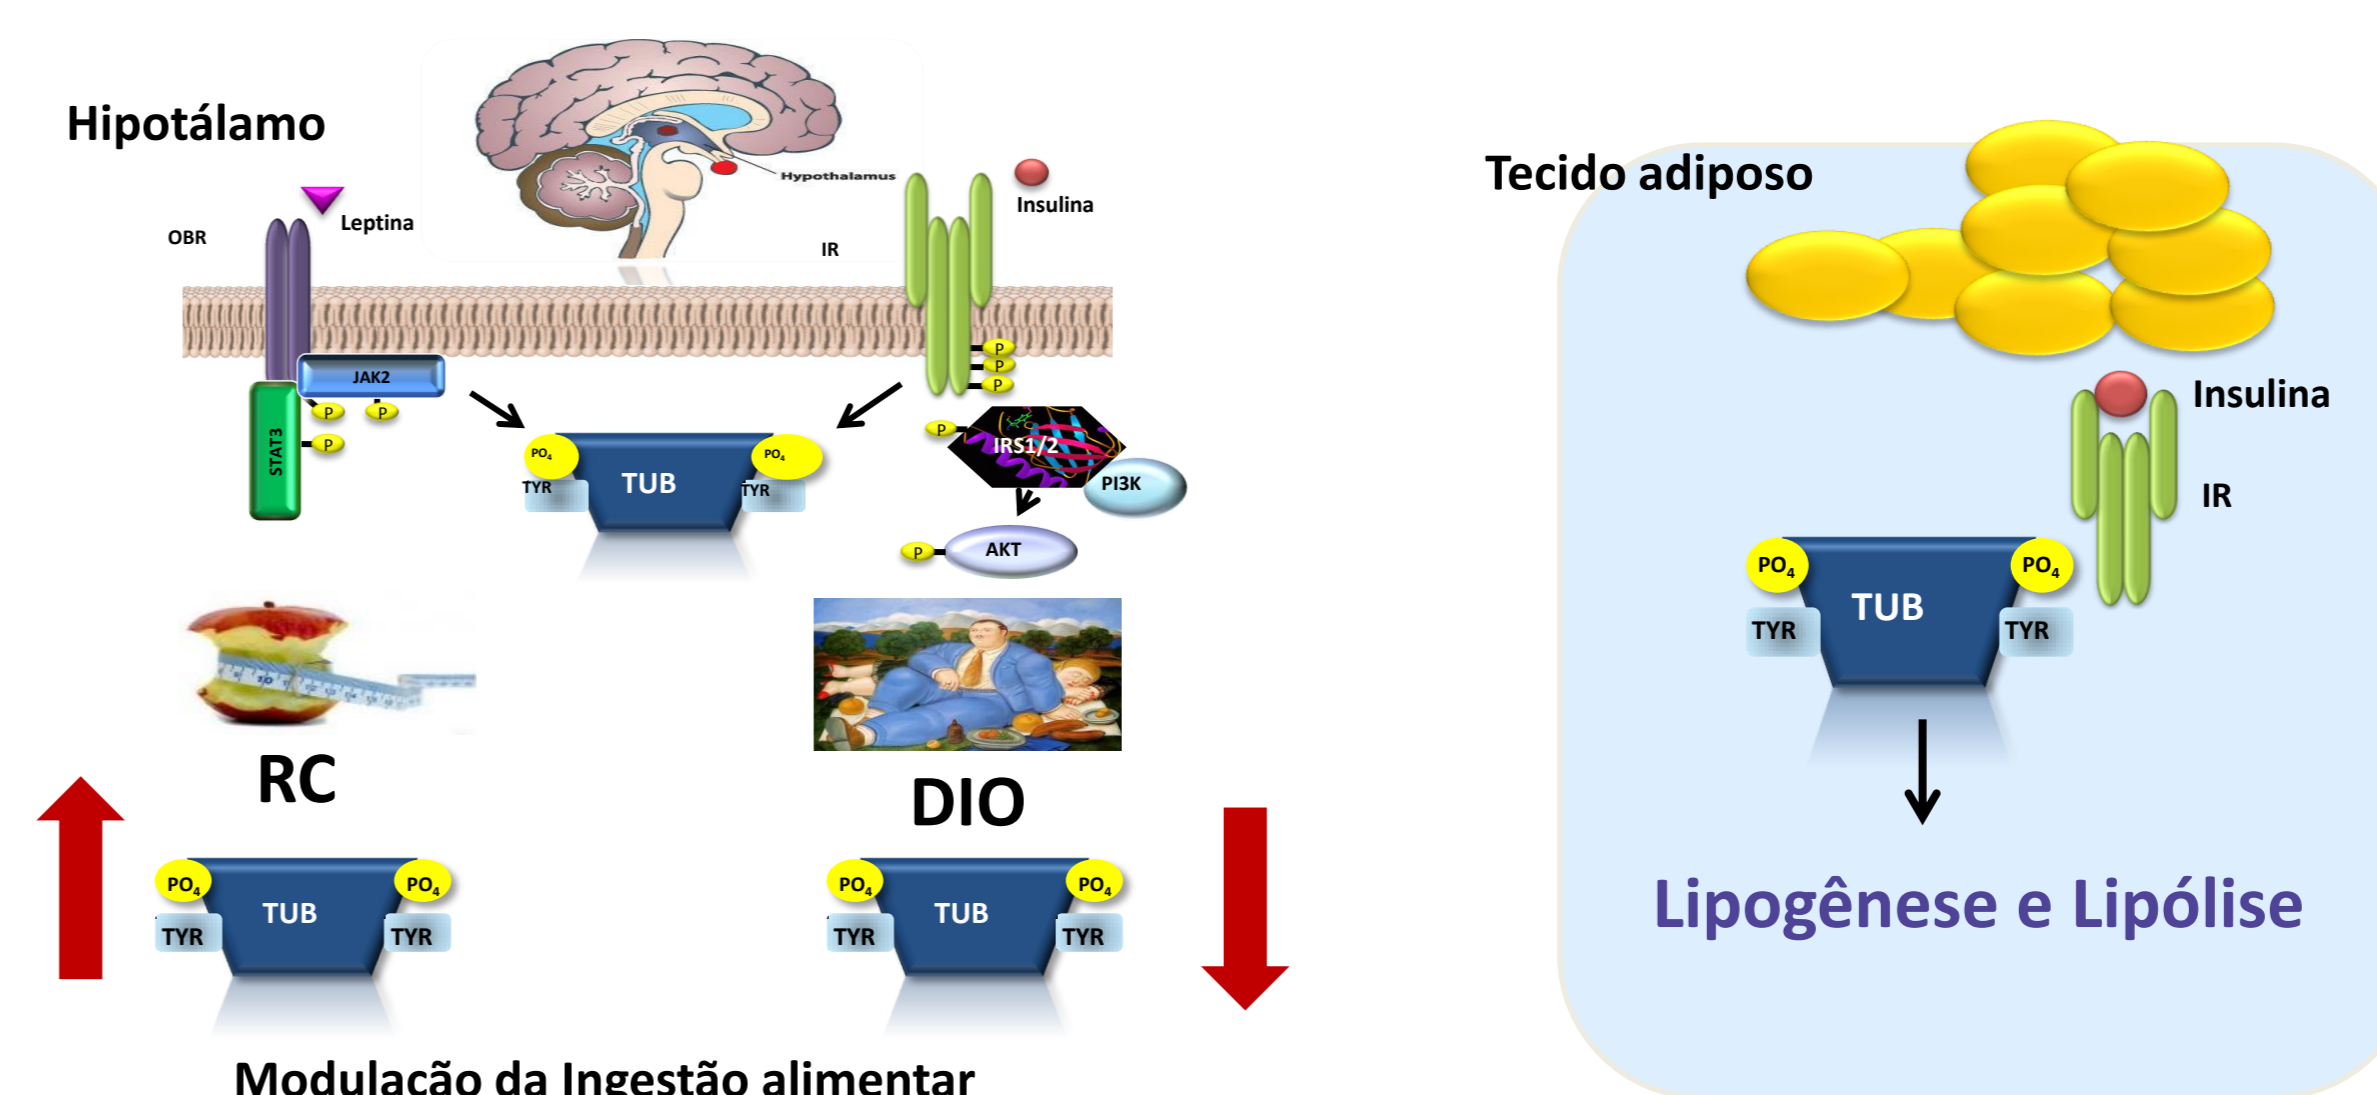 Hipotálamo
Hypothalamus
Leptina
OBR
Insulina
IR
JAK2
P
P
STAT3
P
P
P
P
PO4
PO4
TYR
TUB
TYR
P
IRS1/2
PI3K
P
AKT
RC
DIO
PO4
PO4
TUB
TYR
TYR
PO4
PO4
TUB
TYR
TYR
Modulação da Ingestão alimentar
Tecido adiposo
Insulina
IR
PO4
PO4
TUB
TYR
TYR
Lipogênese e Lipólise